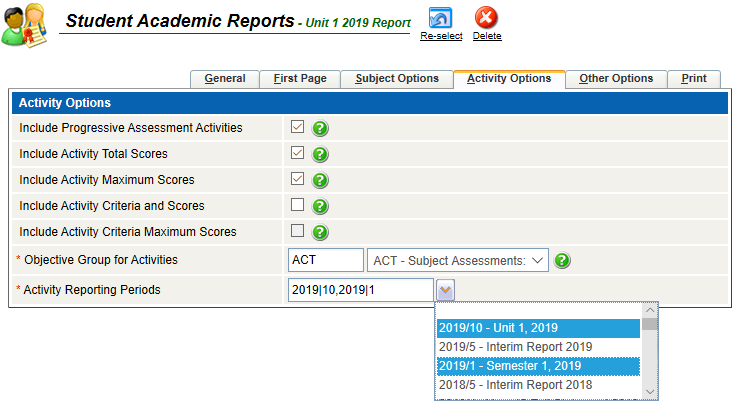 Student Academic Reports - Unit 1 2019 Report
Re-select
Delete
General
First Page
Subject Options
Activity Options
Other Options
Print
Activity Options
Include Progressive Assessment Activities
Include Activity Total Scores
Include Activity Maximum Scores
Include Activity Criteria and Scores
Include Activity Criteria Maximum Scores
* Objective Group for Activities ACT ACT - Subject Assessments:
* Activity Reporting Periods 2019|10,2019|1
2019/10 - Unit 1, 2019
2019/5 - Interim Report 2019
2019/1 - Semester 1, 2019
2018/5 - Interim Report 2018